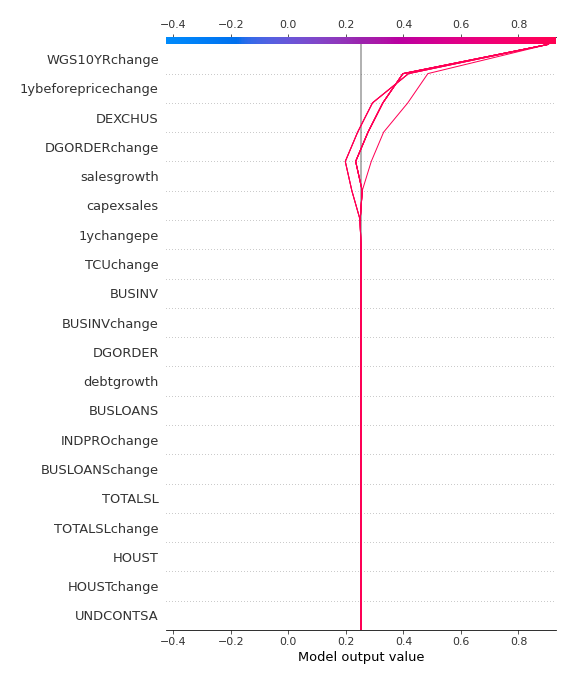 −0.4 −0.2 0.0 0.2 0.4 0.6 0.8
WGS10YRchange
1ybeforepricechange
DEXCHUS
DGORDERchange
salesgrowth
capexsales
1ychangepe
TCUchange
BUSINV
BUSINVchange
DGORDER
debtgrowth
BUSLOANS
INDPROchange
BUSLOANSchange
TOTALSL
TOTALSLchange
HOUST
HOUSTchange
UNDCONTSA
−0.4 −0.2 0.0 0.2 0.4 0.6 0.8
Model output value